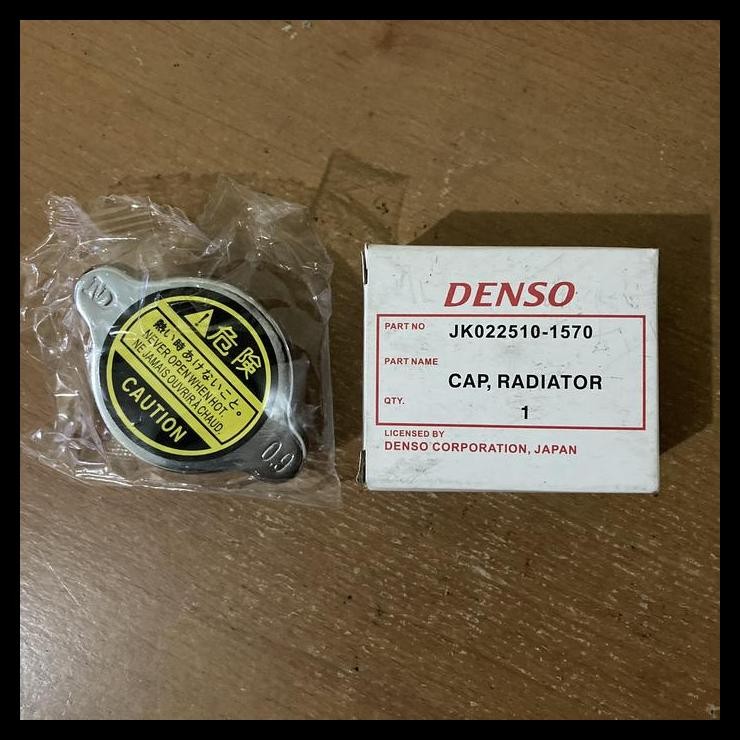 ND
⚠危険
熱い時あけないこと。
NEVER OPEN WHEN HOT.
NE JAMAIS OUVRIR À CHAUD.
CAUTION
0.9
DENSO
PART NO JK022510-1570
PART NAME
CAP, RADIATOR
QTY.
1
LICENSED BY
DENSO CORPORATION, JAPAN